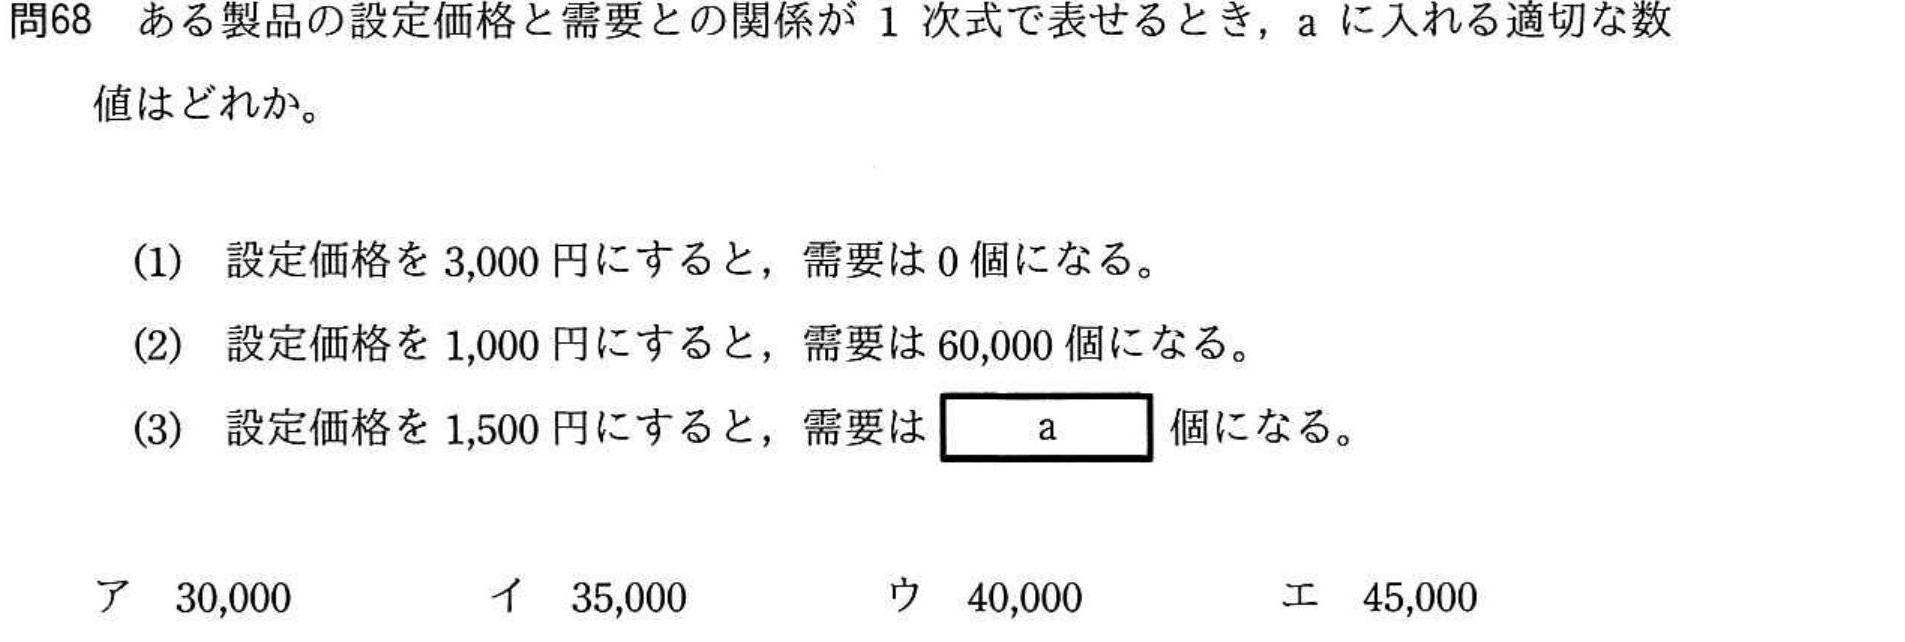 問68 ある製品の設定価格と需要との関係が 1 次式で表せるとき，a に入れる適切な数
値はどれか。
(1) 設定価格を 3,000 円にすると，需要は 0 個になる。
(2) 設定価格を 1,000 円にすると，需要は 60,000 個になる。
(3) 設定価格を 1,500 円にすると，需要は a 個になる。
ア 30,000 イ 35,000 ウ 40,000 エ 45,000